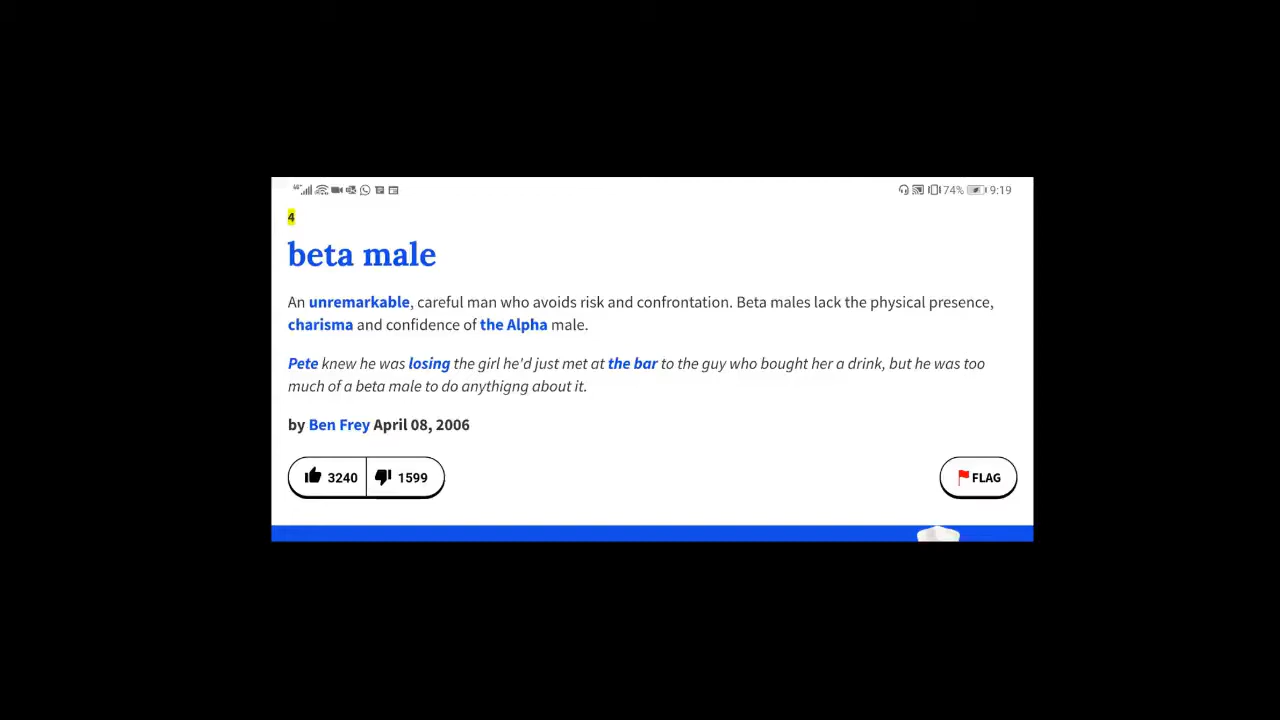 4G 74% 9:19
4
beta male
An unremarkable, careful man who avoids risk and confrontation. Beta males lack the physical presence,
charisma and confidence of the Alpha male.
Pete knew he was losing the girl he'd just met at the bar to the guy who bought her a drink, but he was too
much of a beta male to do anythigng about it.
by Ben Frey April 08, 2006
3240 1599 FLAG